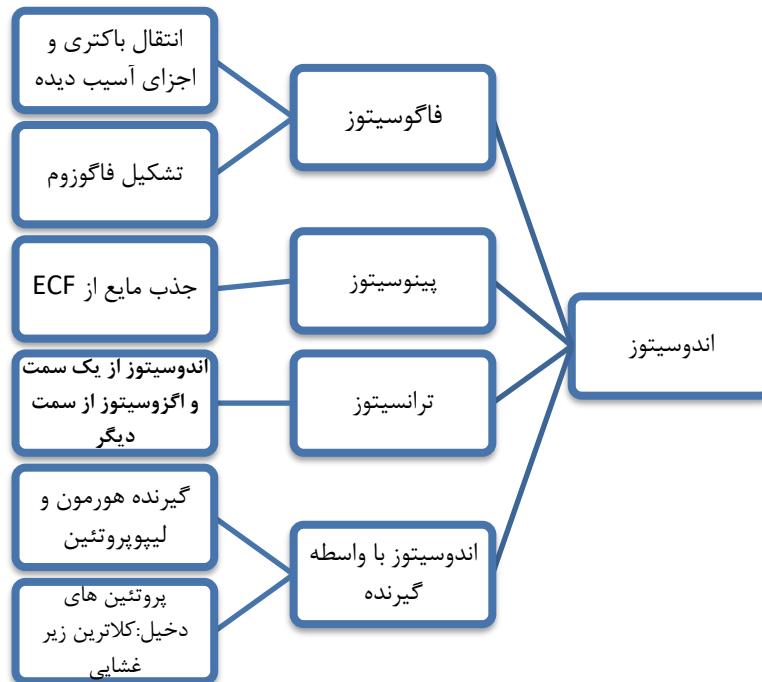 اندوسیتوز
فاگوسیتوز
انتقال باکتری و
اجزای آسیب دیده
تشکیل فاگوزوم
پینوسیتوز
جذب مایع از ECF
ترانسیتوز
اندوسیتوز از یک سمت
و اگزوسیتوز از سمت
دیگر
اندوسیتوز با واسطه
گیرنده
گیرنده هورمون و
لیپوپروتئین
پروتئین های
دخیل:کلاترین زیر
غشایی